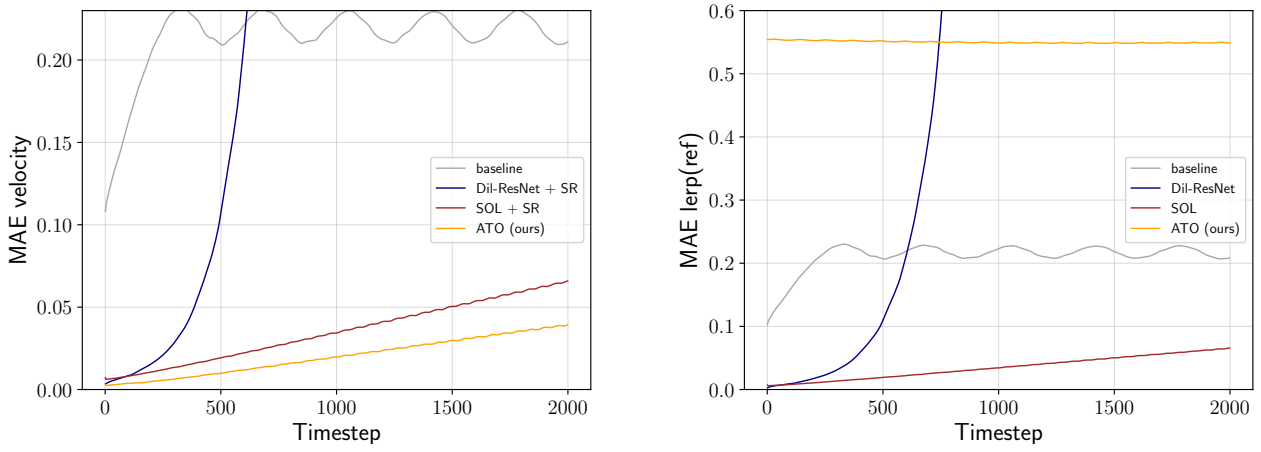 MAE velocity
0.20
0.15
0.10
0.05
0.00
0
500
1000
1500
2000
Timestep
baseline
Dil-ResNet + SR
SOL + SR
ATO (ours)
MAE lerp(ref)
0.6
0.5
0.4
0.3
0.2
0.1
0.0
0
500
1000
1500
2000
Timestep
baseline
Dil-ResNet
SOL
ATO (ours)